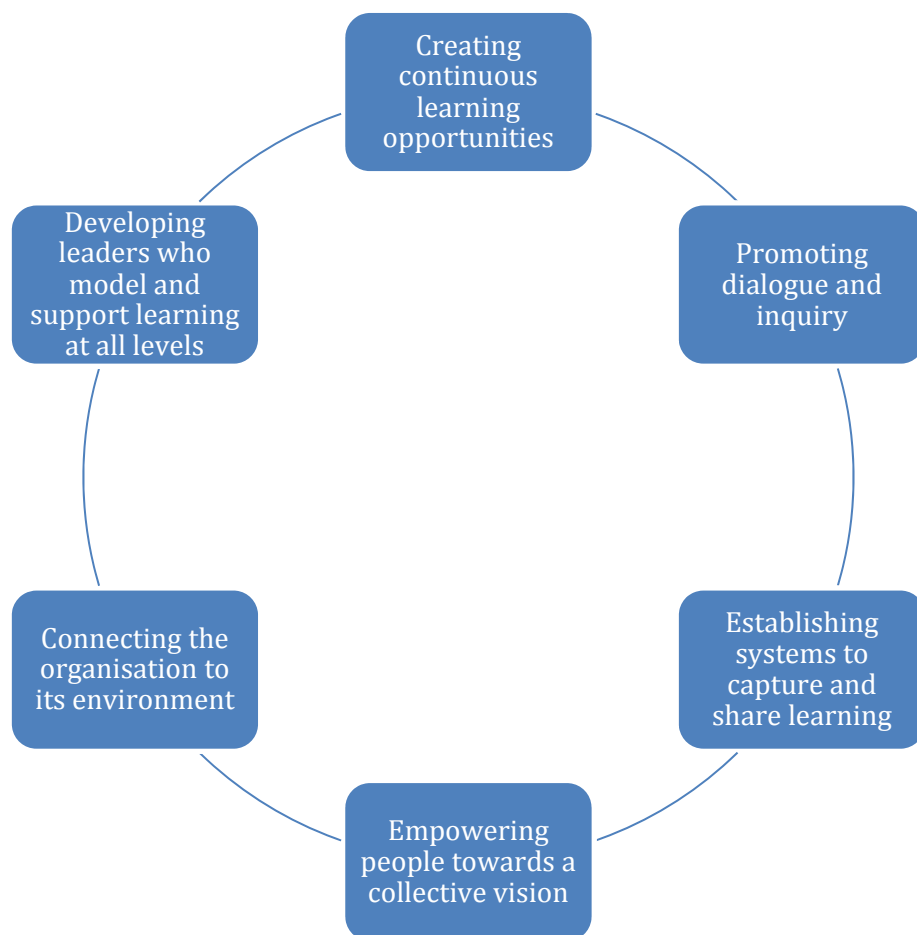 Creating
continuous
learning
opportunities
Promoting
dialogue and
inquiry
Establishing
systems to
capture and
share learning
Empowering
people towards a
collective vision
Connecting the
organisation to
its environment
Developing
leaders who
model and
support learning
at all levels